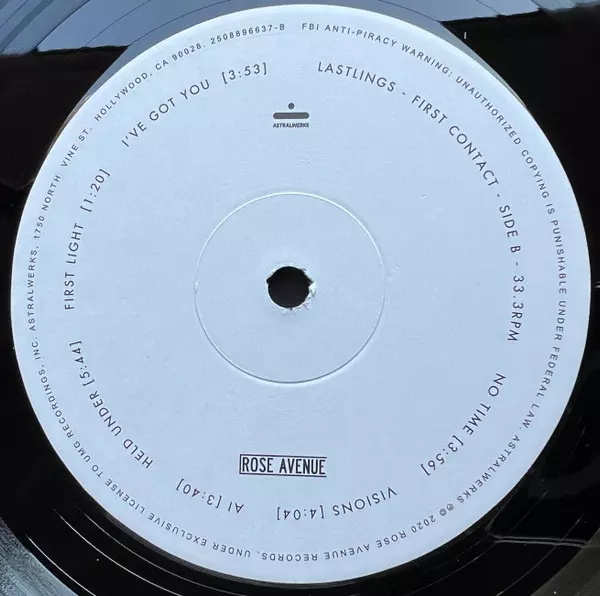 LASTLINGS - FIRST CONTACT - SIDE B - 33.3RPM
NO TIME [3:56]
VISIONS [4:04]
AI [3:40]
HELD UNDER [5:44]
FIRST LIGHT [1:20]
I'VE GOT YOU [3:53]
ASTRALWERKS
ROSE AVENUE
FBI ANTI-PIRACY WARNING: UNAUTHORIZED COPYING IS PUNISHABLE UNDER FEDERAL LAW. ASTRALWERKS ℗ © 2020 ROSE AVENUE RECORDS, UNDER EXCLUSIVE LICENSE TO UMG RECORDINGS, INC. ASTRALWERKS, 1750 NORTH VINE ST, HOLLYWOOD, CA 90028. 2508896637-B